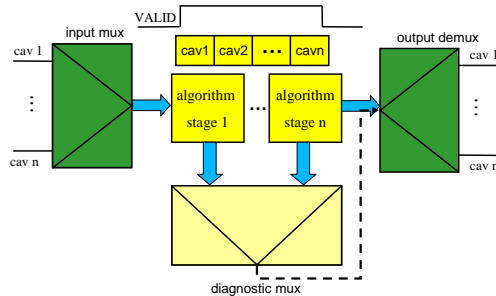 VALID
input mux
output demux
cav1 cav2 ... cavn
cav 1
cav 1
algorithm stage 1
...
algorithm stage n
...
...
cav n
cav n
diagnostic mux